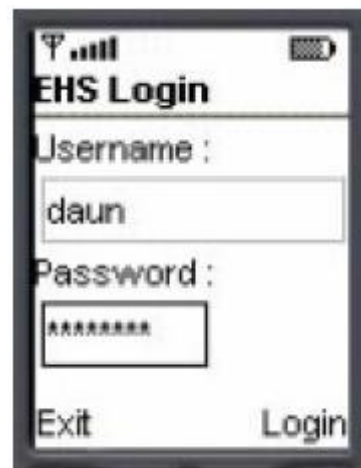 EHS Login
Username :
daun
Password :
********
Exit Login